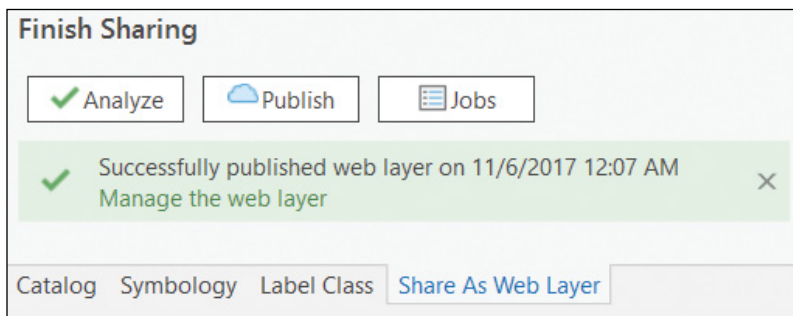 Finish Sharing
Analyze Publish Jobs
Successfully published web layer on 11/6/2017 12:07 AM
Manage the web layer
Catalog Symbology Label Class Share As Web Layer